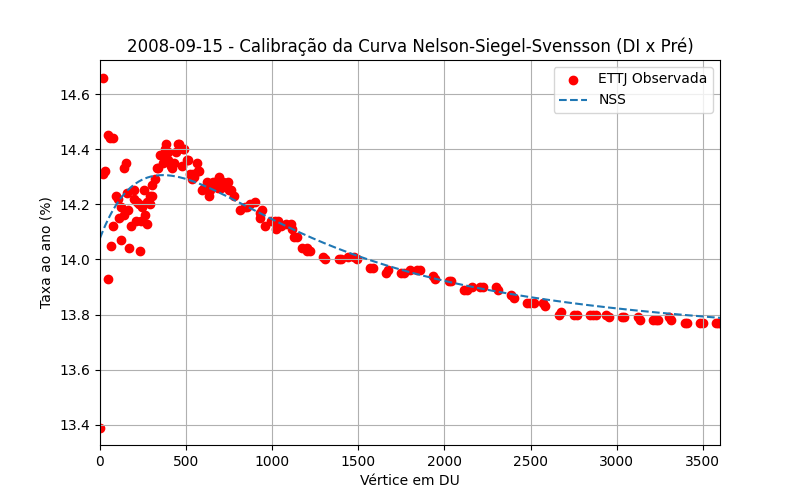 2008-09-15 - Calibração da Curva Nelson-Siegel-Svensson (DI x Pré)
ETTJ Observada
NSS
Taxa ao ano (%)
14.6
14.4
14.2
14.0
13.8
13.6
13.4
0 500 1000 1500 2000 2500 3000 3500
Vértice em DU